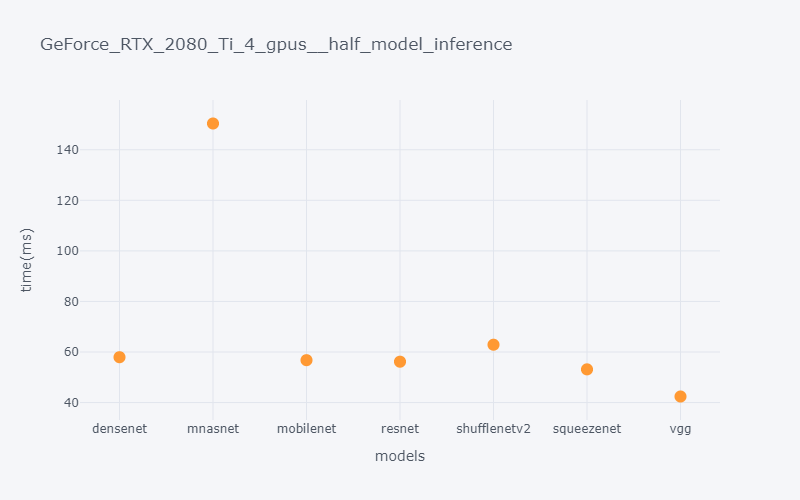 GeForce_RTX_2080_Ti_4_gpus__half_model_inference
time(ms)
140
120
100
80
60
40
densenet mnasnet mobilenet resnet shufflenetv2 squeezenet vgg
models